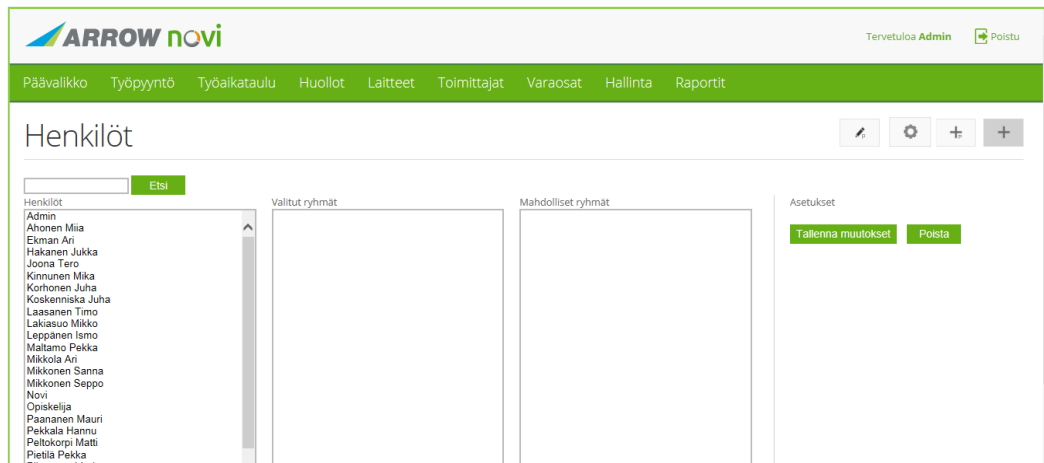 ARROW novi
Tervetuloa Admin
Poistu
Päävalikko Työpyyntö Työaikataulu Huollot Laitteet Toimittajat Varaosat Hallinta Raportit
Henkilöt
Etsi
Henkilöt
Valitut ryhmät
Mahdolliset ryhmät
Asetukset
Tallenna muutokset
Poista
Admin
Ahonen Miia
Ekman Ari
Hakanen Jukka
Joona Tero
Kinnunen Mika
Korhonen Juha
Koskenniska Juha
Laasanen Timo
Lakiasuo Mikko
Leppänen Ismo
Maltamo Pekka
Mikkola Ari
Mikkonen Sanna
Mikkonen Seppo
Novi
Opiskelija
Paananen Mauri
Pekkala Hannu
Peltokorpi Matti
Pietilä Pekka